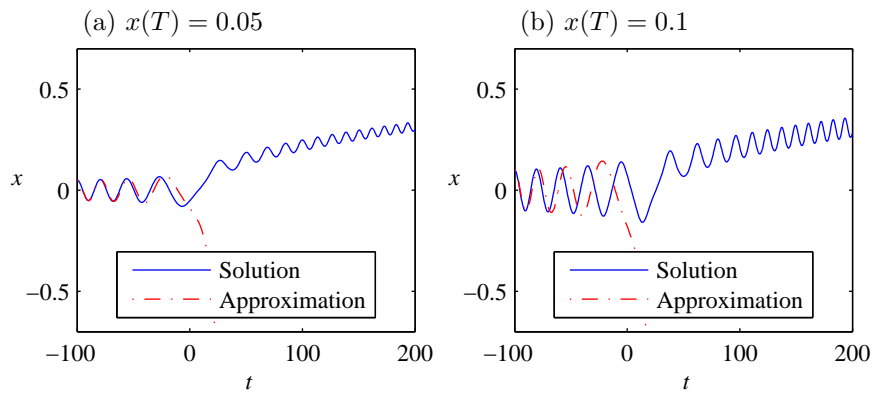 (a) x(T) = 0.05
0.5
x
0
−0.5
Solution
Approximation
−100
0
100
200
t
(b) x(T) = 0.1
0.5
x
0
−0.5
Solution
Approximation
−100
0
100
200
t